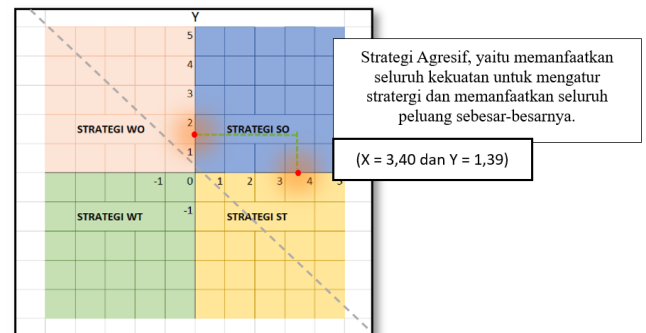 Y
5
4
3
2
1
0
-1
1
2
3
4
5
-1
STRATEGI WO
STRATEGI SO
STRATEGI WT
STRATEGI ST
Strategi Agresif, yaitu memanfaatkan
seluruh kekuatan untuk mengatur
stratergi dan memanfaatkan seluruh
peluang sebesar-besarnya.
(X = 3,40 dan Y = 1,39)